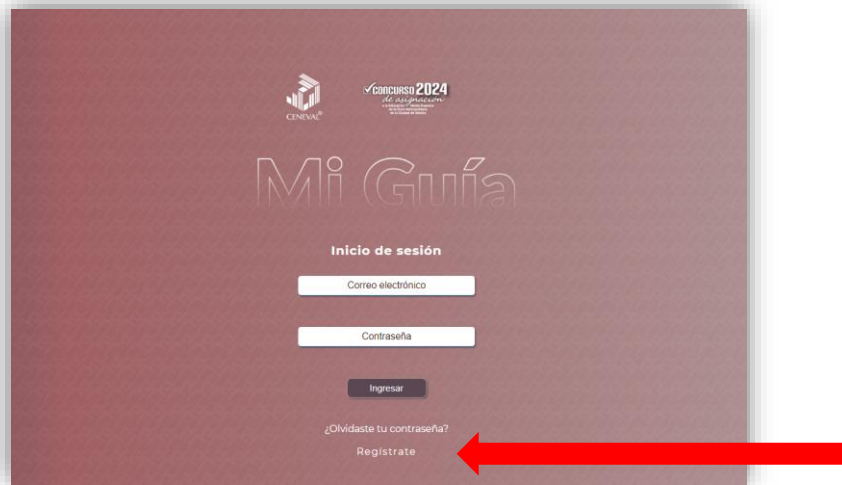 CONCURSO 2024
de asignación
CENEVAL®
Mi Guía
Inicio de sesión
Correo electrónico
Contraseña
Ingresar
¿Olvidaste tu contraseña?
Regístrate